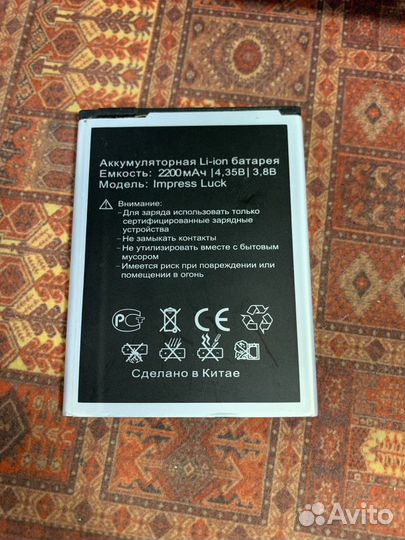 Аккумуляторная Li-ion батарея
Емкость: 2200мАч |4,35В| 3,8В
Модель: Impress Luck
Внимание:
- Для заряда использовать только
сертифицированные зарядные
устройства
- Не замыкать контакты
- Не утилизировать вместе с бытовым
мусором
- Имеется риск при повреждении или
помещении в огонь
Сделано в Китае
Avito